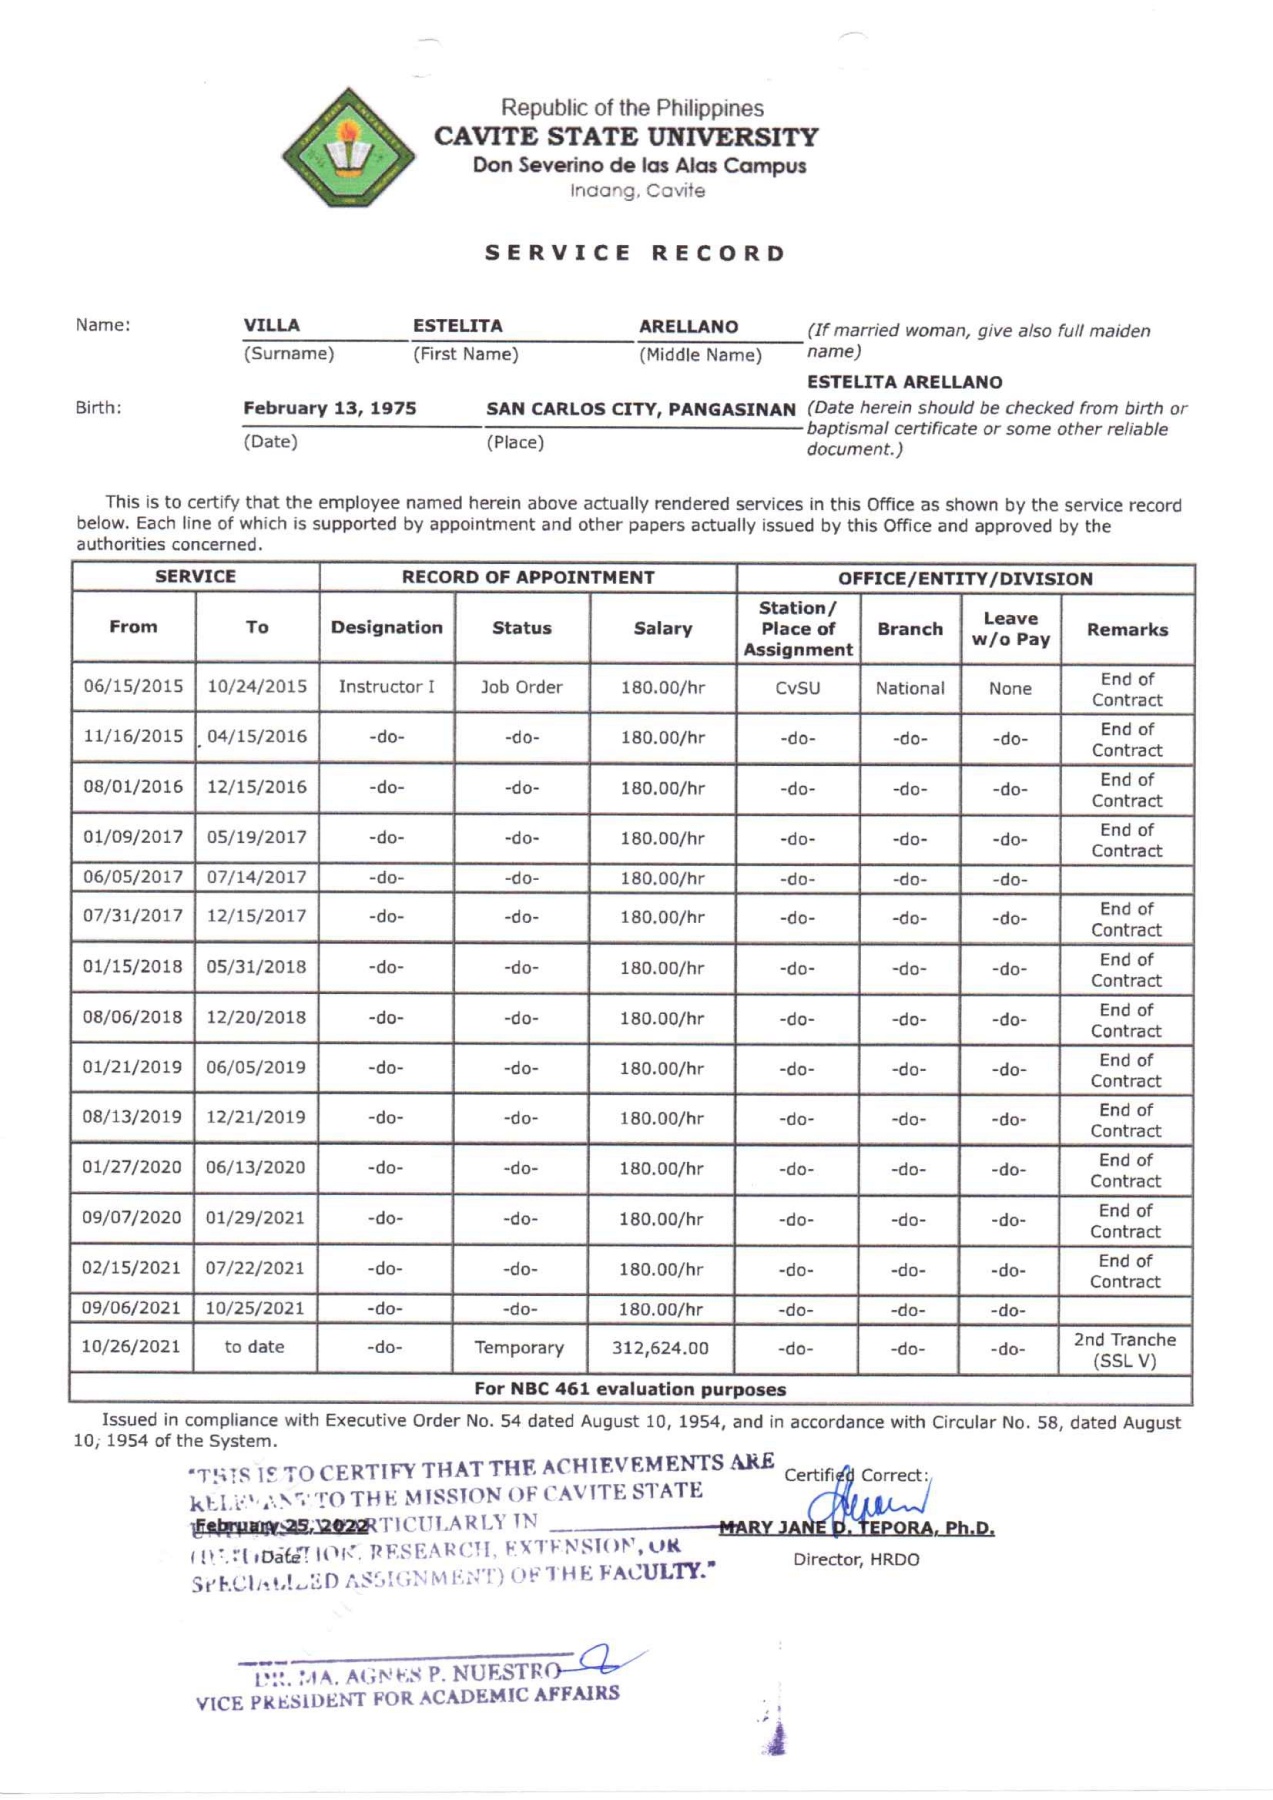 Republic of the Philippines
CAVITE STATE UNIVERSITY
Don Severino de las Alas Campus
Indang, Cavite
SERVICE RECORD
Name: VILLA ESTELITA ARELLANO (If married woman, give also full maiden
(Surname) (First Name) (Middle Name) name)
ESTELITA ARELLANO
Birth: February 13, 1975 SAN CARLOS CITY, PANGASINAN (Date herein should be checked from birth or
baptismal certificate or some other reliable
(Date) (Place) document.)
This is to certify that the employee named herein above actually rendered services in this Office as shown by the service record
below. Each line of which is supported by appointment and other papers actually issued by this Office and approved by the
authorities concerned.
SERVICE RECORD OF APPOINTMENT OFFICE/ENTITY/DIVISION
From To Designation Status Salary Station/ Place of Assignment Branch Leave w/o Pay Remarks
06/15/2015 10/24/2015 Instructor I Job Order 180.00/hr CvSU National None End of Contract
11/16/2015 04/15/2016 -do- -do- 180.00/hr -do- -do- -do- End of Contract
08/01/2016 12/15/2016 -do- -do- 180.00/hr -do- -do- -do- End of Contract
01/09/2017 05/19/2017 -do- -do- 180.00/hr -do- -do- -do- End of Contract
06/05/2017 07/14/2017 -do- -do- 180.00/hr -do- -do- -do-
07/31/2017 12/15/2017 -do- -do- 180.00/hr -do- -do- -do- End of Contract
01/15/2018 05/31/2018 -do- -do- 180.00/hr -do- -do- -do- End of Contract
08/06/2018 12/20/2018 -do- -do- 180.00/hr -do- -do- -do- End of Contract
01/21/2019 06/05/2019 -do- -do- 180.00/hr -do- -do- -do- End of Contract
08/13/2019 12/21/2019 -do- -do- 180.00/hr -do- -do- -do- End of Contract
01/27/2020 06/13/2020 -do- -do- 180.00/hr -do- -do- -do- End of Contract
09/07/2020 01/29/2021 -do- -do- 180.00/hr -do- -do- -do- End of Contract
02/15/2021 07/22/2021 -do- -do- 180.00/hr -do- -do- -do- End of Contract
09/06/2021 10/25/2021 -do- -do- 180.00/hr -do- -do- -do-
10/26/2021 to date -do- Temporary 312,624.00 -do- -do- -do- 2nd Tranche (SSL V)
For NBC 461 evaluation purposes
Issued in compliance with Executive Order No. 54 dated August 10, 1954, and in accordance with Circular No. 58, dated August
10, 1954 of the System.
"THIS IS TO CERTIFY THAT THE ACHIEVEMENTS ARE
RELEVANT TO THE MISSION OF CAVITE STATE
PARTICULARLY IN
RESEARCH, EXTENSION, OR
SPECIALIZED ASSIGNMENT) OF THE FACULTY."
February 25, 2022
Date
Certified Correct:
MARY JANE D. TEPORA, Ph.D.
Director, HRDO
DR. MA. AGNES P. NUESTRO
VICE PRESIDENT FOR ACADEMIC AFFAIRS